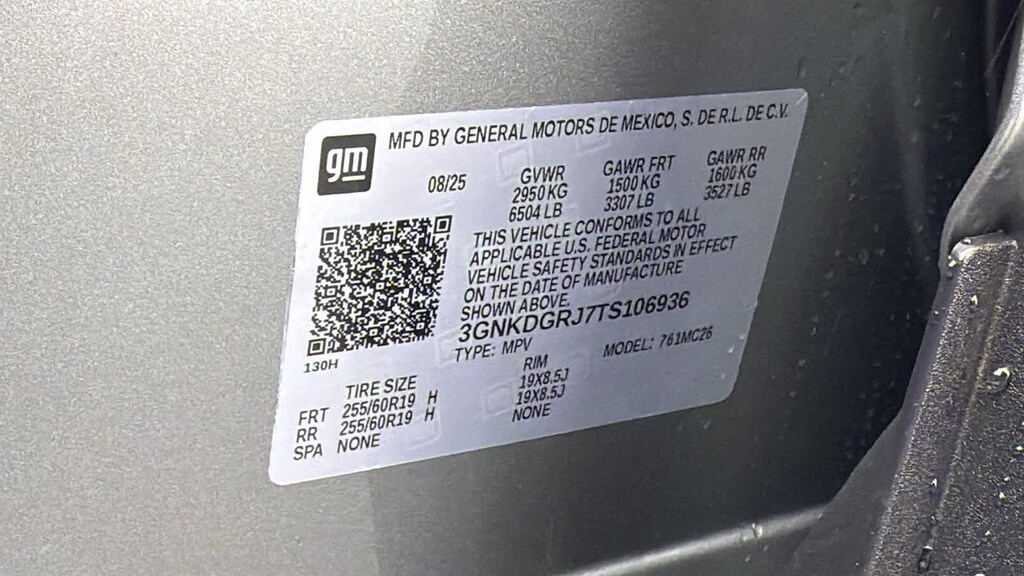 gm
MFD BY GENERAL MOTORS DE MEXICO, S. DE R.L. DE C.V.
08/25
GVWR GAWR FRT GAWR RR
2950 KG 1500 KG 1600 KG
6504 LB 3307 LB 3527 LB
THIS VEHICLE CONFORMS TO ALL
APPLICABLE U.S. FEDERAL MOTOR
VEHICLE SAFETY STANDARDS IN EFFECT
ON THE DATE OF MANUFACTURE
SHOWN ABOVE.
3GNKDGRJ7TS106936
TYPE: MPV MODEL: 761MC26
130H
TIRE SIZE RIM
FRT 255/60R19 H 19X8.5J
RR 255/60R19 H 19X8.5J
SPA NONE NONE